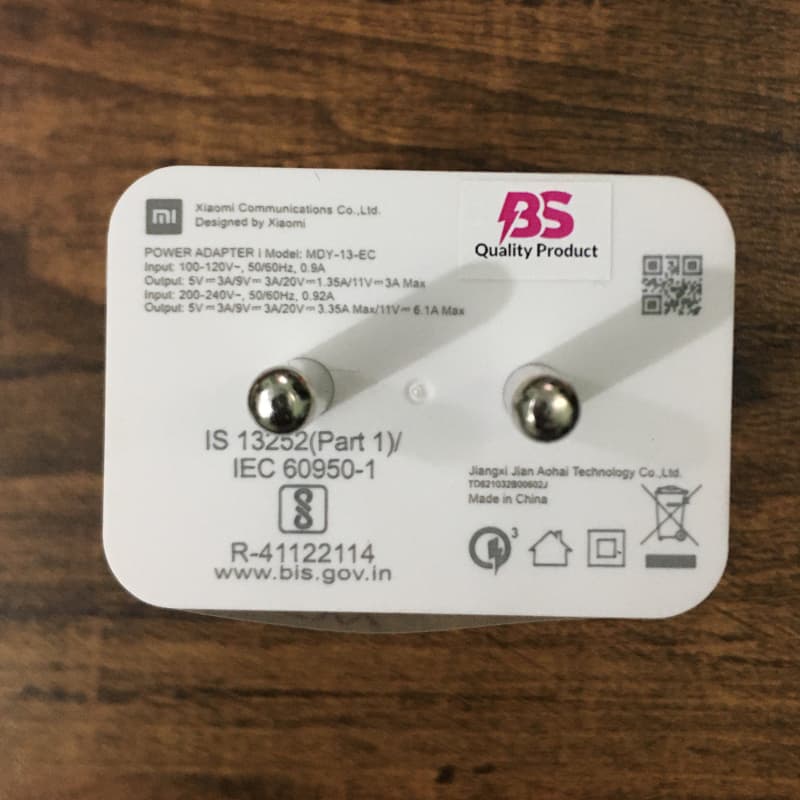 mi
Xiaomi Communications Co.,Ltd.
Designed by Xiaomi
BS
Quality Product
POWER ADAPTER | Model: MDY-13-EC
Input: 100-120V~, 50/60Hz, 0.9A
Output: 5V⎓3A/9V⎓3A/20V⎓1.35A/11V⎓3A Max
Input: 200-240V~, 50/60Hz, 0.92A
Output: 5V⎓3A/9V⎓3A/20V⎓3.35A Max/11V⎓6.1A Max
IS 13252(Part 1)/
IEC 60950-1
R-41122114
www.bis.gov.in
Jiangxi Jian Aohai Technology Co.,Ltd.
TD621032B00602J
Made in China
3